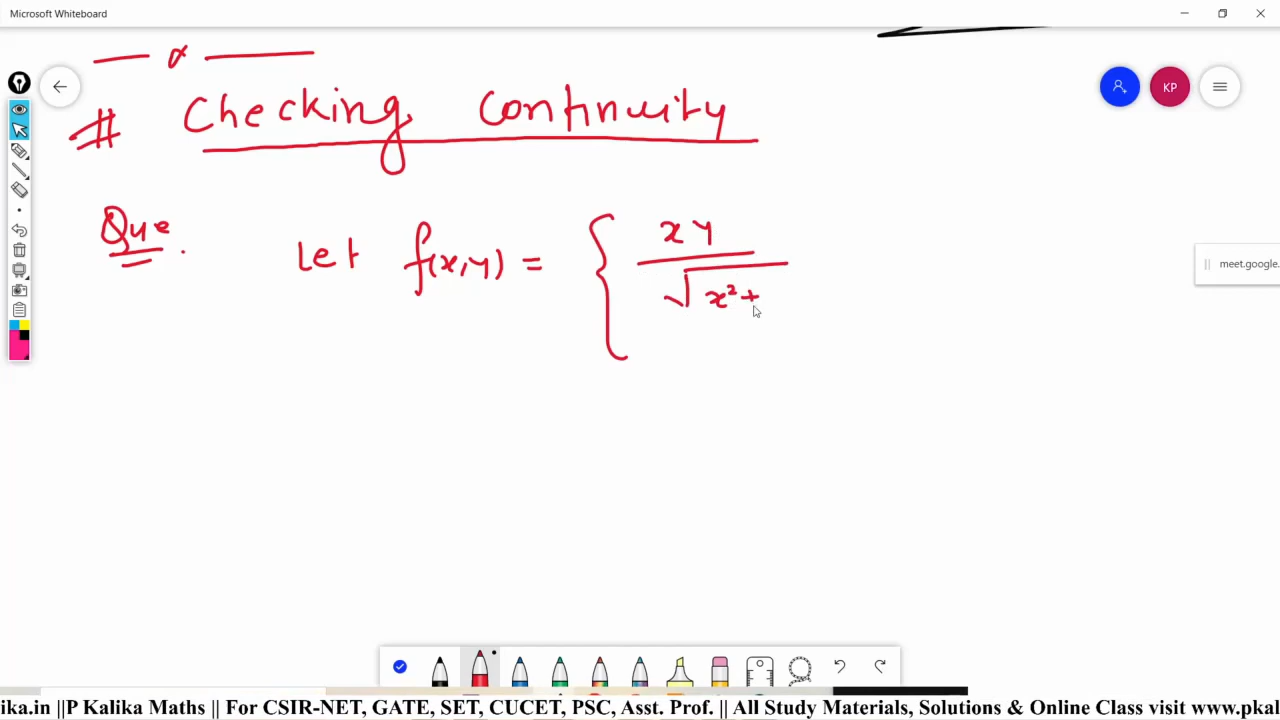 Microsoft Whiteboard
# Checking Continuity
KP
Que. Let f(x,y) = { xy
√x²+
meet.google.
ika.in ||P Kalika Maths || For CSIR-NET, GATE, SET, CUCET, PSC, Asst. Prof. || All Study Materials, Solutions & Online Class visit www.pkal